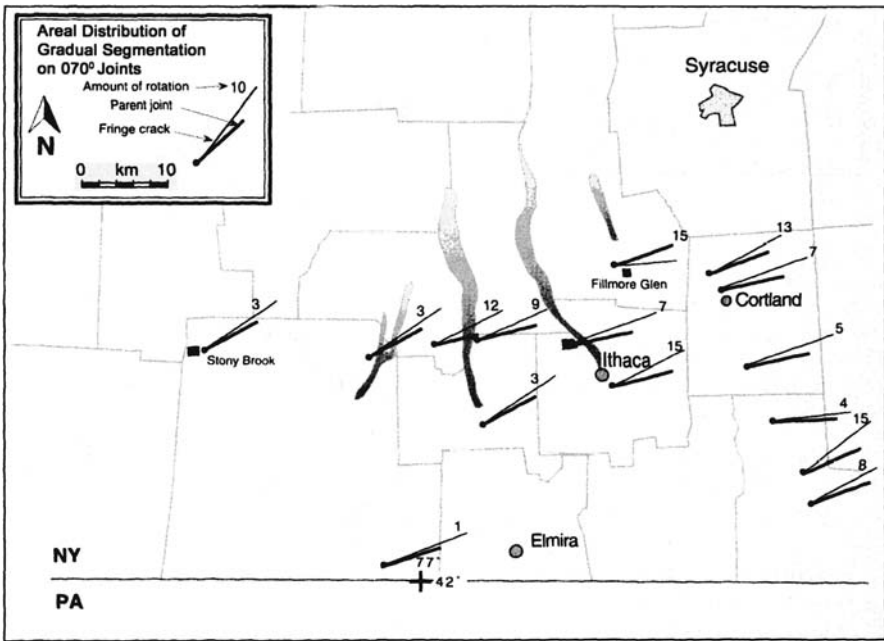 Areal Distribution of
Gradual Segmentation
on 070° Joints
Amount of rotation
10
Parent joint
Fringe crack
N
0 km 10
Syracuse
15
13
7
Fillmore Glen
Cortland
3
Stony Brook
3
12
9
7
Ithaca
15
5
3
4
15
8
1
Elmira
NY
77'
42'
PA